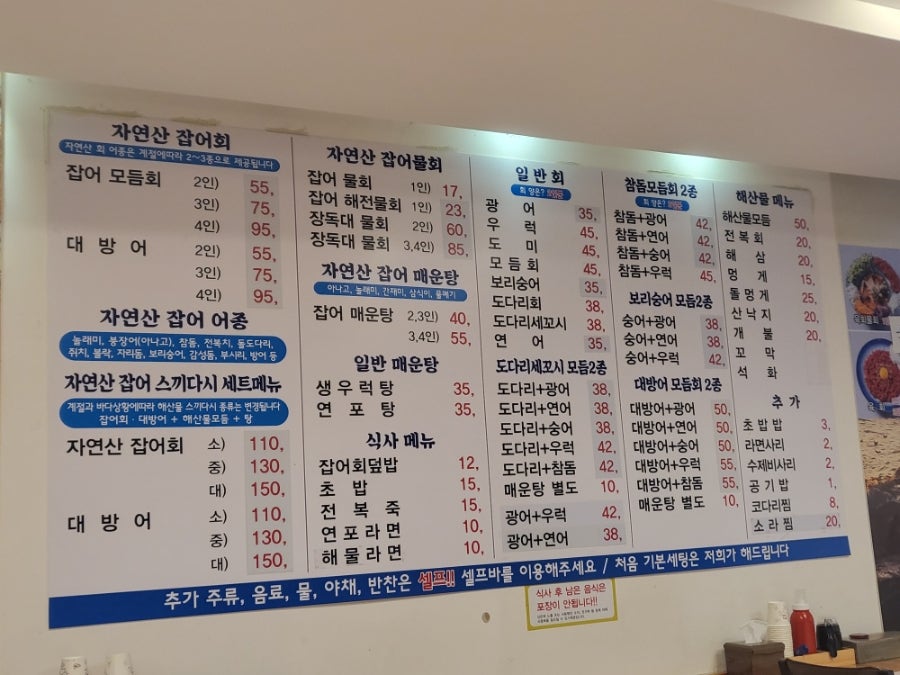 자연산 잡어회
자연산 회 어종은 계절에따라 2~3종으로 제공됩니다
잡어 모듬회 2인) 55,
3인) 75,
4인) 95,
대방어 2인) 55,
3인) 75,
4인) 95,
자연산 잡어 어종
놀래미, 붕장어(아나고), 참돔, 전복치, 돌도다리,
쥐치, 볼락, 자리돔, 보리숭어, 감성돔, 부시리, 방어 등
자연산 잡어 스끼다시 세트메뉴
계절과 바다상황에따라 해산물 스끼다시 종류는 변경됩니다
잡어회 · 대방어 + 해산물모듬 + 탕
자연산 잡어회 소) 110,
중) 130,
대) 150,
대방어 소) 110,
중) 130,
대) 150,
자연산 잡어물회
잡어 물회 1인) 17,
잡어 해전물회 1인) 23,
장독대 물회 2인) 60,
장독대 물회 3,4인) 85,
자연산 잡어 매운탕
아나고, 놀래미, 간재미, 삼식이, 물메기
잡어 매운탕 2,3인) 40,
3,4인) 55,
일반 매운탕
생우럭탕 35,
연포탕 35,
식사 메뉴
잡어회덮밥 12,
초밥 15,
전복죽 15,
연포라면 10,
해물라면 10,
일반회
회 양은?
광어 35,
우럭 45,
도미 45,
모듬회 45,
보리숭어 35,
도다리회 38,
도다리세꼬시 38,
연어 35,
도다리세꼬시 모듬2종
도다리+광어 38,
도다리+연어 38,
도다리+숭어 38,
도다리+우럭 42,
도다리+참돔 42,
매운탕 별도 10,
광어+우럭 42,
광어+연어 38,
참돔모듬회 2종
회 양은?
참돔+광어 42,
참돔+연어 42,
참돔+숭어 42,
참돔+우럭 45,
보리숭어 모듬2종
숭어+광어 38,
숭어+연어 38,
숭어+우럭 42,
대방어 모듬회 2종
대방어+광어 50,
대방어+연어 50,
대방어+숭어 50,
대방어+우럭 55,
대방어+참돔 55,
매운탕 별도 10,
해산물 메뉴
해산물모듬 50,
전복회 20,
해삼 20,
멍게 15,
돌멍게 25,
산낙지 20,
개불 20,
꼬막
석화
추가
초밥밥 3,
라면사리 2,
수제비사리 2,
공기밥 1,
코다리찜 8,
소라찜 20,
추가 주류, 음료, 물, 야채, 반찬은 셀프!! 셀프바를 이용해주세요 / 처음 기본세팅은 저희가 해드립니다
식사 후 남은 음식은
포장이 안됩니다!!